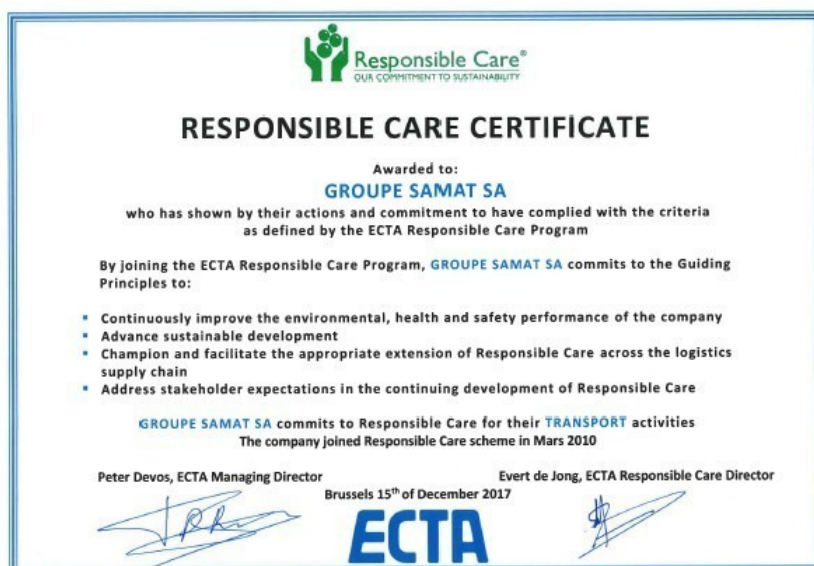 Responsible Care®
OUR COMMITMENT TO SUSTAINABILITY
RESPONSIBLE CARE CERTIFICATE
Awarded to:
GROUPE SAMAT SA
who has shown by their actions and commitment to have complied with the criteria
as defined by the ECTA Responsible Care Program
By joining the ECTA Responsible Care Program, GROUPE SAMAT SA commits to the Guiding
Principles to:
▪ Continuously improve the environmental, health and safety performance of the company
▪ Advance sustainable development
▪ Champion and facilitate the appropriate extension of Responsible Care across the logistics
supply chain
▪ Address stakeholder expectations in the continuing development of Responsible Care
GROUPE SAMAT SA commits to Responsible Care for their TRANSPORT activities
The company joined Responsible Care scheme in Mars 2010
Peter Devos, ECTA Managing Director
Evert de Jong, ECTA Responsible Care Director
Brussels 15th of December 2017
ECTA